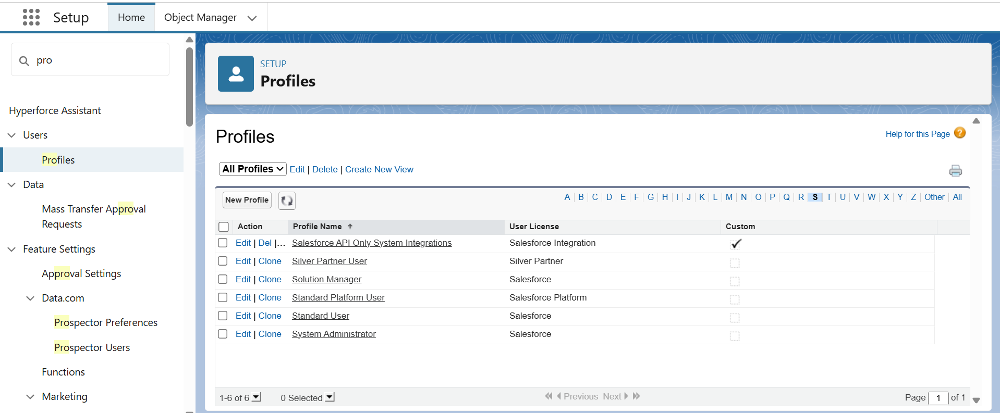 Setup
Home
Object Manager
pro
Hyperforce Assistant
Users
Profiles
Data
Mass Transfer Approval
Requests
Feature Settings
Approval Settings
Data.com
Prospector Preferences
Prospector Users
Functions
Marketing
SETUP
Profiles
Profiles
Help for this Page ?
All Profiles Edit | Delete | Create New View
New Profile
A | B | C | D | E | F | G | H | I | J | K | L | M | N | O | P | Q | R | S | T | U | V | W | X | Y | Z | Other | All
Action Profile Name ↑ User License Custom
Edit | Del |... Salesforce API Only System Integrations Salesforce Integration ✓
Edit | Clone Silver Partner User Silver Partner
Edit | Clone Solution Manager Salesforce
Edit | Clone Standard Platform User Salesforce Platform
Edit | Clone Standard User Salesforce
Edit | Clone System Administrator Salesforce
1-6 of 6 0 Selected Previous Next Page 1 of 1